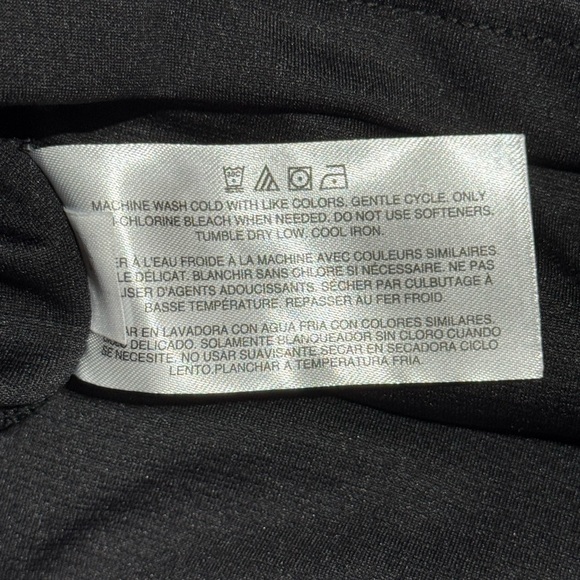 MACHINE WASH COLD WITH LIKE COLORS. GENTLE CYCLE. ONLY
-CHLORINE BLEACH WHEN NEEDED. DO NOT USE SOFTENERS.
TUMBLE DRY LOW, COOL IRON.
ER À L'EAU FROIDE À LA MACHINE AVEC COULEURS SIMILAIRES
LE DÉLICAT. BLANCHIR SANS CHLORE SI NÉCESSAIRE. NE PAS
LISER D'AGENTS ADOUCISSANTS. SÉCHER PAR CULBUTAGE À
BASSE TEMPÉRATURE. REPASSER AU FER FROID.
AR EN LAVADORA CON AGUA FRIA CON COLORES SIMILARES.
DELICADO. SOLAMENTE BLANQUEADOR SIN CLORO CUANDO
SE NECESITE. NO USAR SUAVISANTE SECAR EN SECADORA CICLO
LENTO.PLANCHAR A TEMPERATURA FRIA